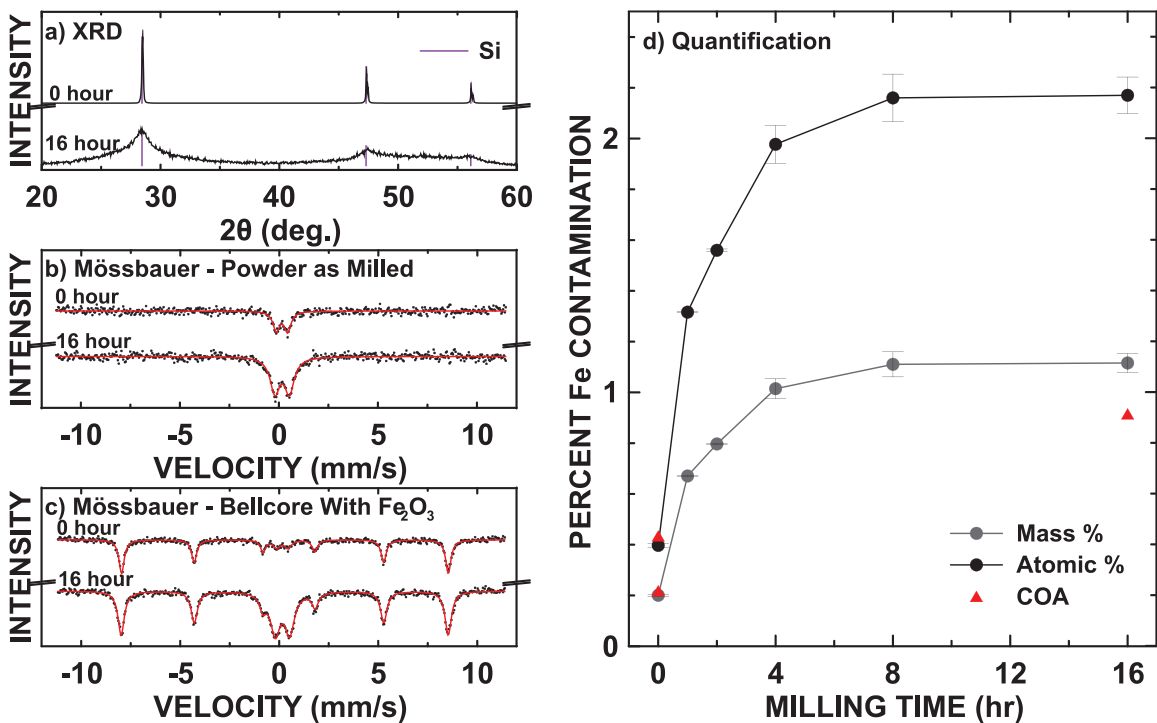 a) XRD
Si
0 hour
16 hour
INTENSITY
20 30 40 50 60
2θ (deg.)
b) Mössbauer - Powder as Milled
0 hour
16 hour
INTENSITY
-10 -5 0 5 10
VELOCITY (mm/s)
c) Mössbauer - Bellcore With Fe₂O₃
0 hour
16 hour
INTENSITY
-10 -5 0 5 10
VELOCITY (mm/s)
d) Quantification
PERCENT Fe CONTAMINATION
2
1
0
Mass %
Atomic %
COA
0 4 8 12 16
MILLING TIME (hr)